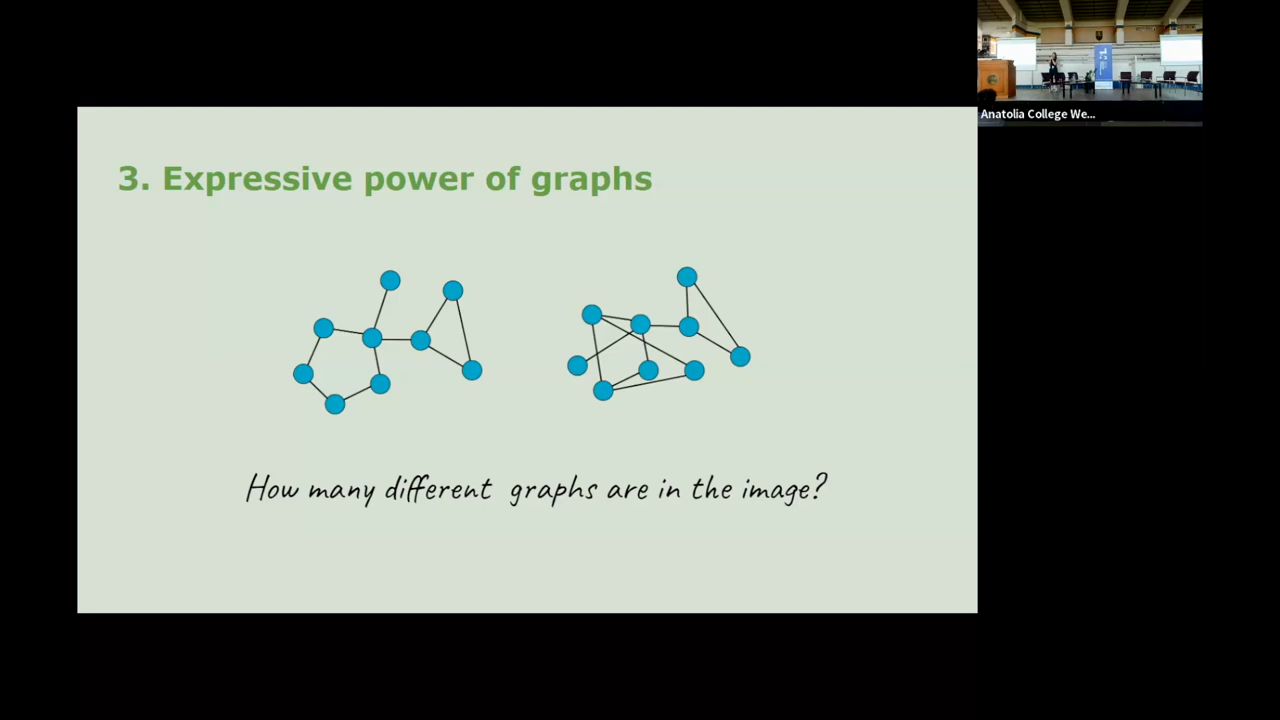 3. Expressive power of graphs
How many different graphs are in the image?
Anatolia College We...